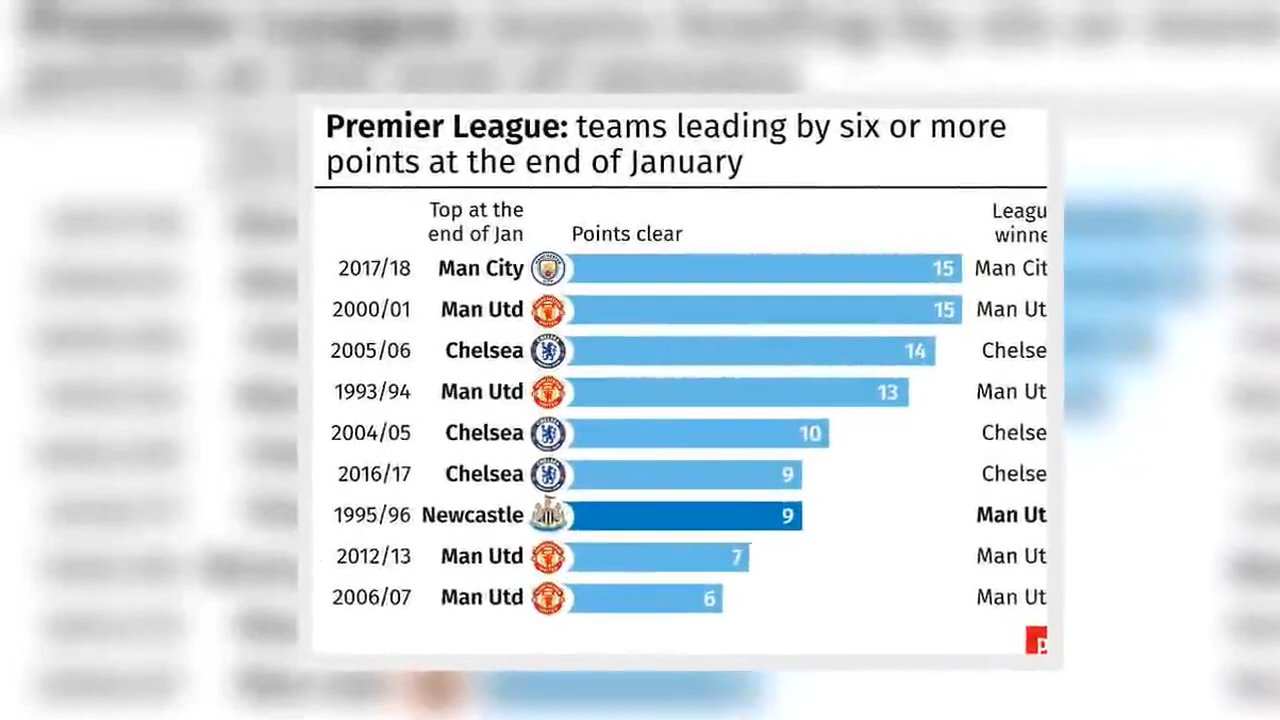 Premier League: teams leading by six or more
points at the end of January
Top at the
end of Jan
Points clear
Leagu
winne
2017/18 Man City 15 Man Cit
2000/01 Man Utd 15 Man Ut
2005/06 Chelsea 14 Chelse
1993/94 Man Utd 13 Man Ut
2004/05 Chelsea 10 Chelse
2016/17 Chelsea 9 Chelse
1995/96 Newcastle 9 Man Ut
2012/13 Man Utd 7 Man Ut
2006/07 Man Utd 6 Man Ut
p